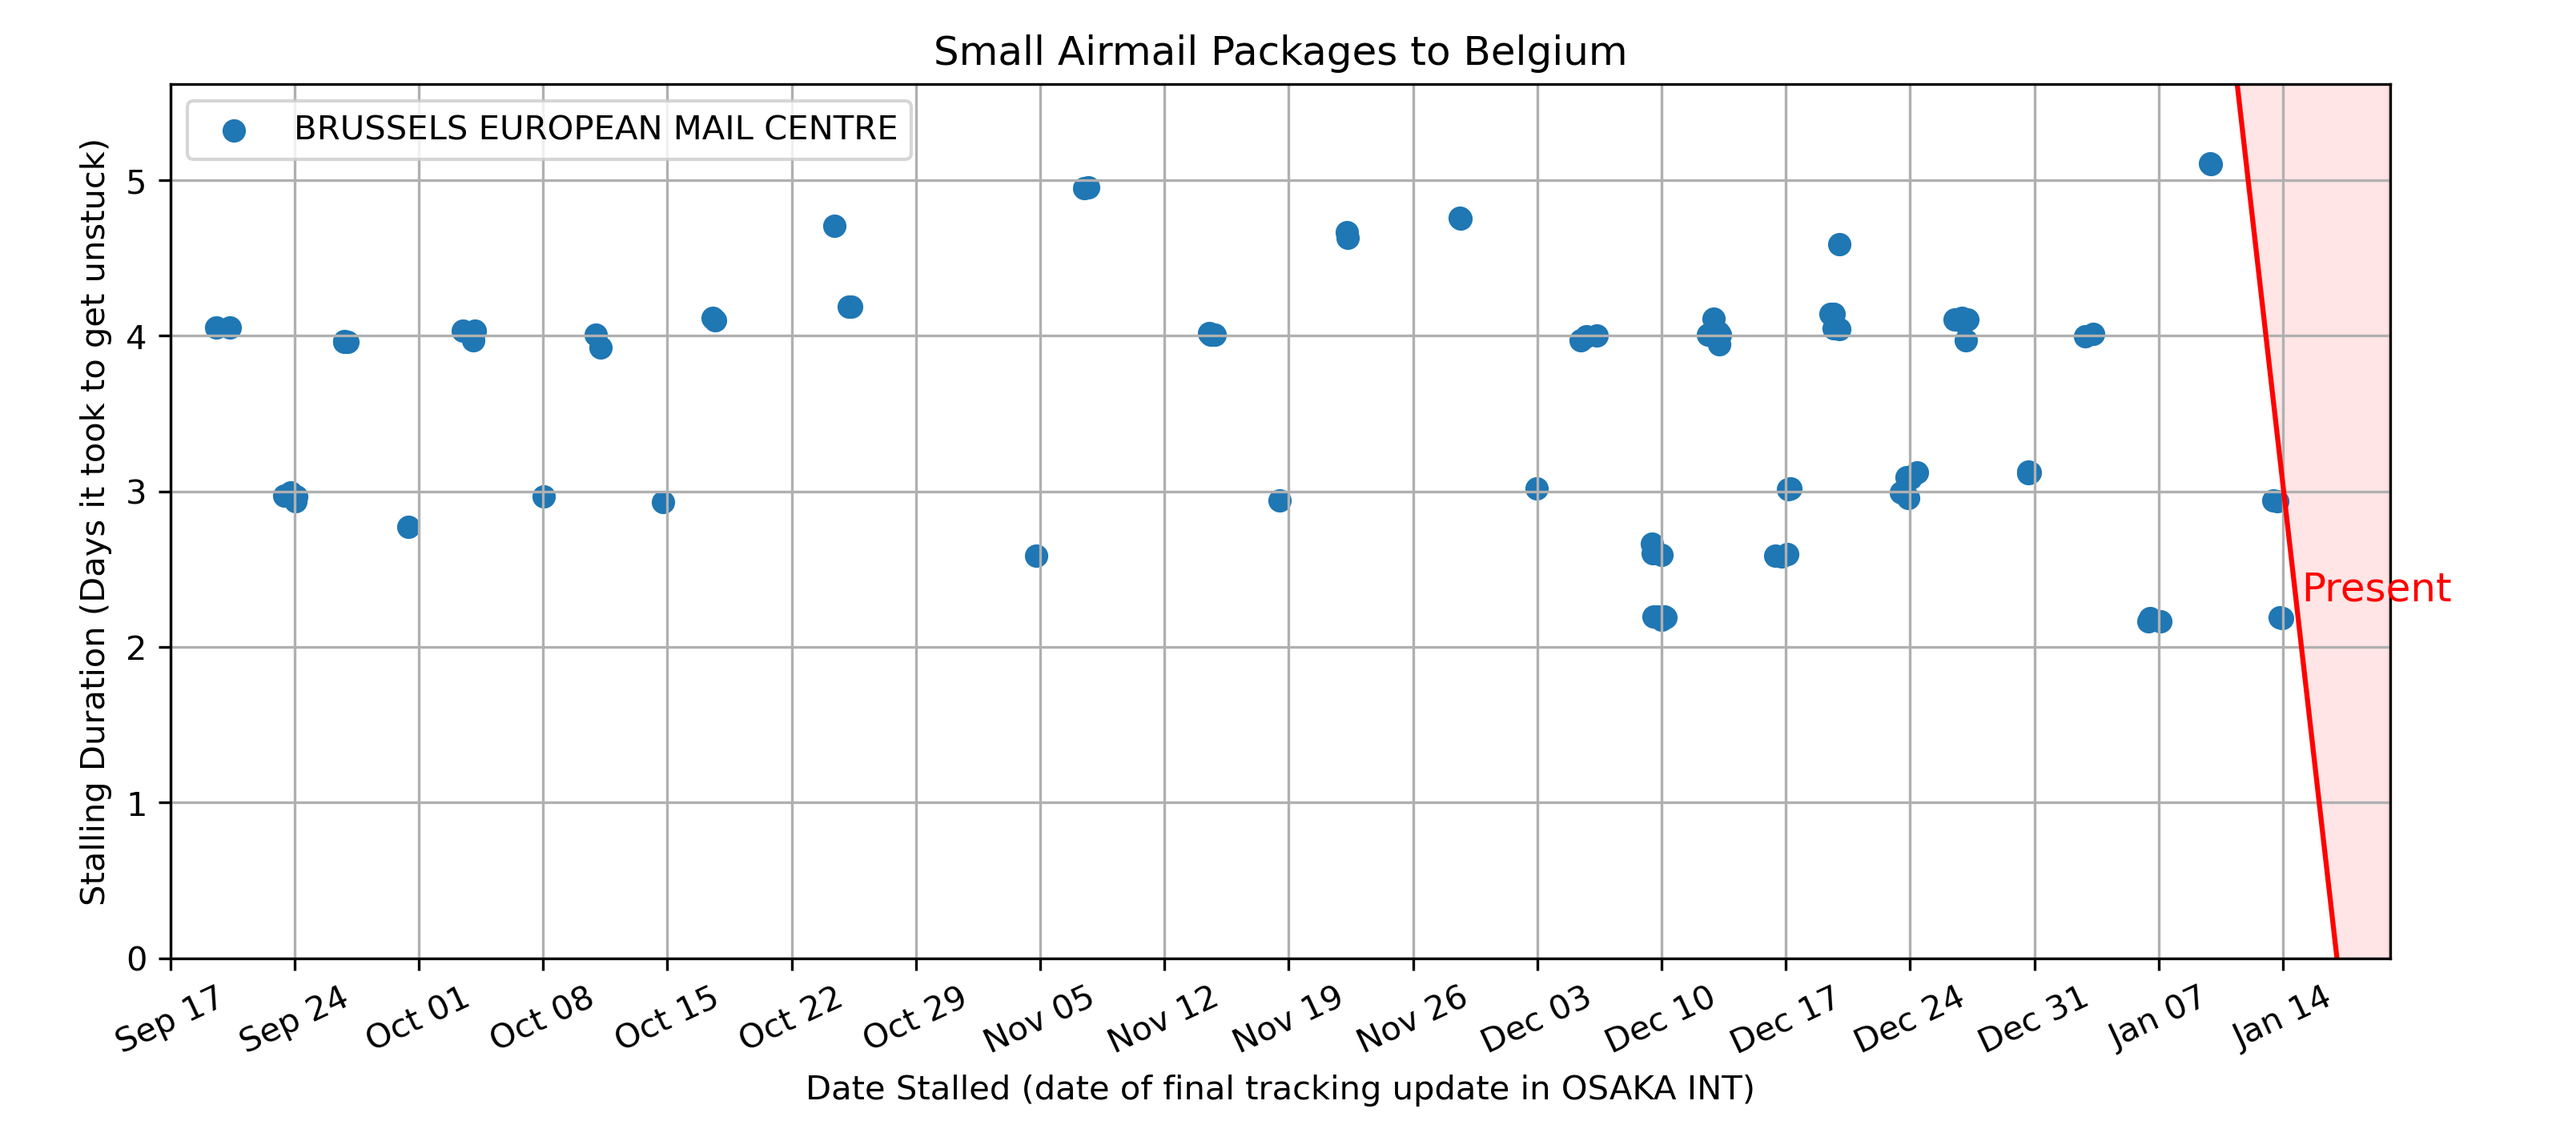 Small Airmail Packages to Belgium
BRUSSELS EUROPEAN MAIL CENTRE
Stalling Duration (Days it took to get unstuck)
5
4
3
2
1
0
Present
Sep 17
Sep 24
Oct 01
Oct 08
Oct 15
Oct 22
Oct 29
Nov 05
Nov 12
Nov 19
Nov 26
Dec 03
Dec 10
Dec 17
Dec 24
Dec 31
Jan 07
Jan 14
Date Stalled (date of final tracking update in OSAKA INT)